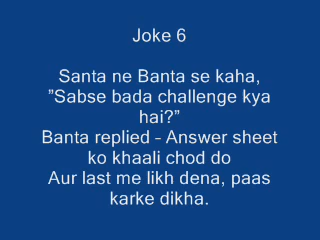 Joke 6
Santa ne Banta se kaha,
”Sabse bada challenge kya
hai?”
Banta replied – Answer sheet
ko khaali chod do
Aur last me likh dena, paas
karke dikha.